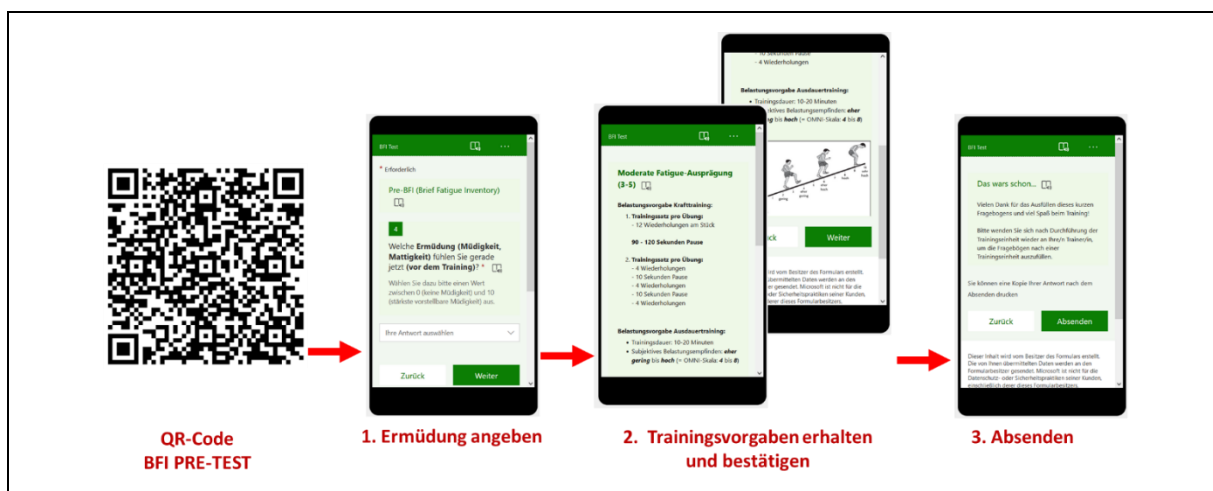 BFI Test
* Erforderlich
Pre-BFI (Brief Fatigue Inventory)
4
Welche Ermüdung (Müdigkeit,
Mattigkeit) fühlen Sie gerade
jetzt (vor dem Training)? *
Wählen Sie dazu bitte einen Wert
zwischen 0 (keine Müdigkeit) und 10
(stärkste vorstellbare Müdigkeit) aus.
Ihre Antwort auswählen
Zurück
Weiter
BFI Test
Moderate Fatigue-Ausprägung
(3-5)
Belastungsvorgabe Krafttraining:
1. Trainingssatz pro Übung:
- 12 Wiederholungen am Stück
90 - 120 Sekunden Pause
2. Trainingssatz pro Übung:
- 4 Wiederholungen
- 10 Sekunden Pause
- 4 Wiederholungen
- 10 Sekunden Pause
- 4 Wiederholungen
Belastungsvorgabe Ausdauertraining:
• Trainingsdauer: 10-20 Minuten
• Subjektives Belastungsempfinden: eher
gering bis hoch (= OMNI-Skala: 4 bis 8)
- 10 Sekunden Pause
- 4 Wiederholungen
Belastungsvorgabe Ausdauertraining:
• Trainingsdauer: 10-20 Minuten
Belastungsempfinden: eher
bis hoch (= OMNI-Skala: 4 bis 8)
Weiter
BFI Test
Das wars schon...
Vielen Dank für das Ausfüllen dieses kurzen
Fragebogens und viel Spaß beim Training!
Bitte wenden Sie sich nach Durchführung der
Trainingseinheit wieder an Ihre/n Trainer/in,
um die Fragebögen nach einer
Trainingseinheit auszufüllen.
Sie können eine Kopie Ihrer Antwort nach dem
Absenden drucken
Zurück
Absenden
Dieser Inhalt wird vom Besitzer des Formulars erstellt.
Die von Ihnen übermittelten Daten werden an den
Formularbesitzer gesendet. Microsoft ist nicht für die
Datenschutz- oder Sicherheitspraktiken seiner Kunden,
einschließlich derer dieses Formularbesitzers,
QR-Code
BFI PRE-TEST
1. Ermüdung angeben
2. Trainingsvorgaben erhalten
und bestätigen
3. Absenden